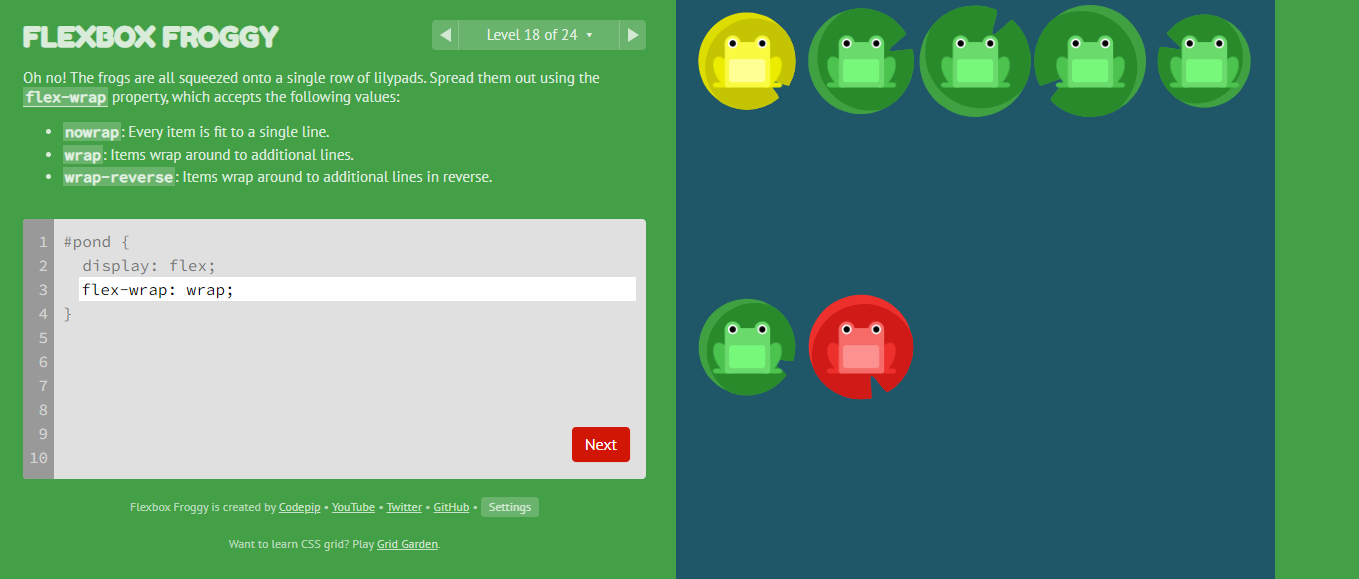 FLEXBOX FROGGY
Level 18 of 24
Oh no! The frogs are all squeezed onto a single row of lilypads. Spread them out using the
flex-wrap property, which accepts the following values:
• nowrap: Every item is fit to a single line.
• wrap: Items wrap around to additional lines.
• wrap-reverse: Items wrap around to additional lines in reverse.
1 #pond {
2 display: flex;
3 flex-wrap: wrap;
4 }
5
6
7
8
9
10
Next
Flexbox Froggy is created by Codepip • YouTube • Twitter • GitHub • Settings
Want to learn CSS grid? Play Grid Garden.